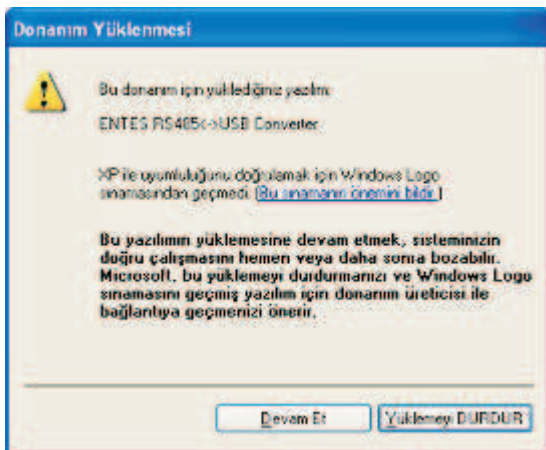 Donanım Yüklenmesi
Bu donanım için yüklediğiniz yazılım:
ENTES RS485<->USB Converter
XP ile uyumluluğunu doğrulamak için Windows Logo
sınamasından geçmedi. (Bu sınamanın önemini bildir.)
Bu yazılımın yüklemesine devam etmek, sisteminizin
doğru çalışmasını hemen veya daha sonra bozabilir.
Microsoft, bu yüklemeyi durdurmanızı ve Windows Logo
sınamasını geçmiş yazılım için donanım üreticisi ile
bağlantıya geçmenizi önerir.
Devam Et
Yüklemeyi DURDUR